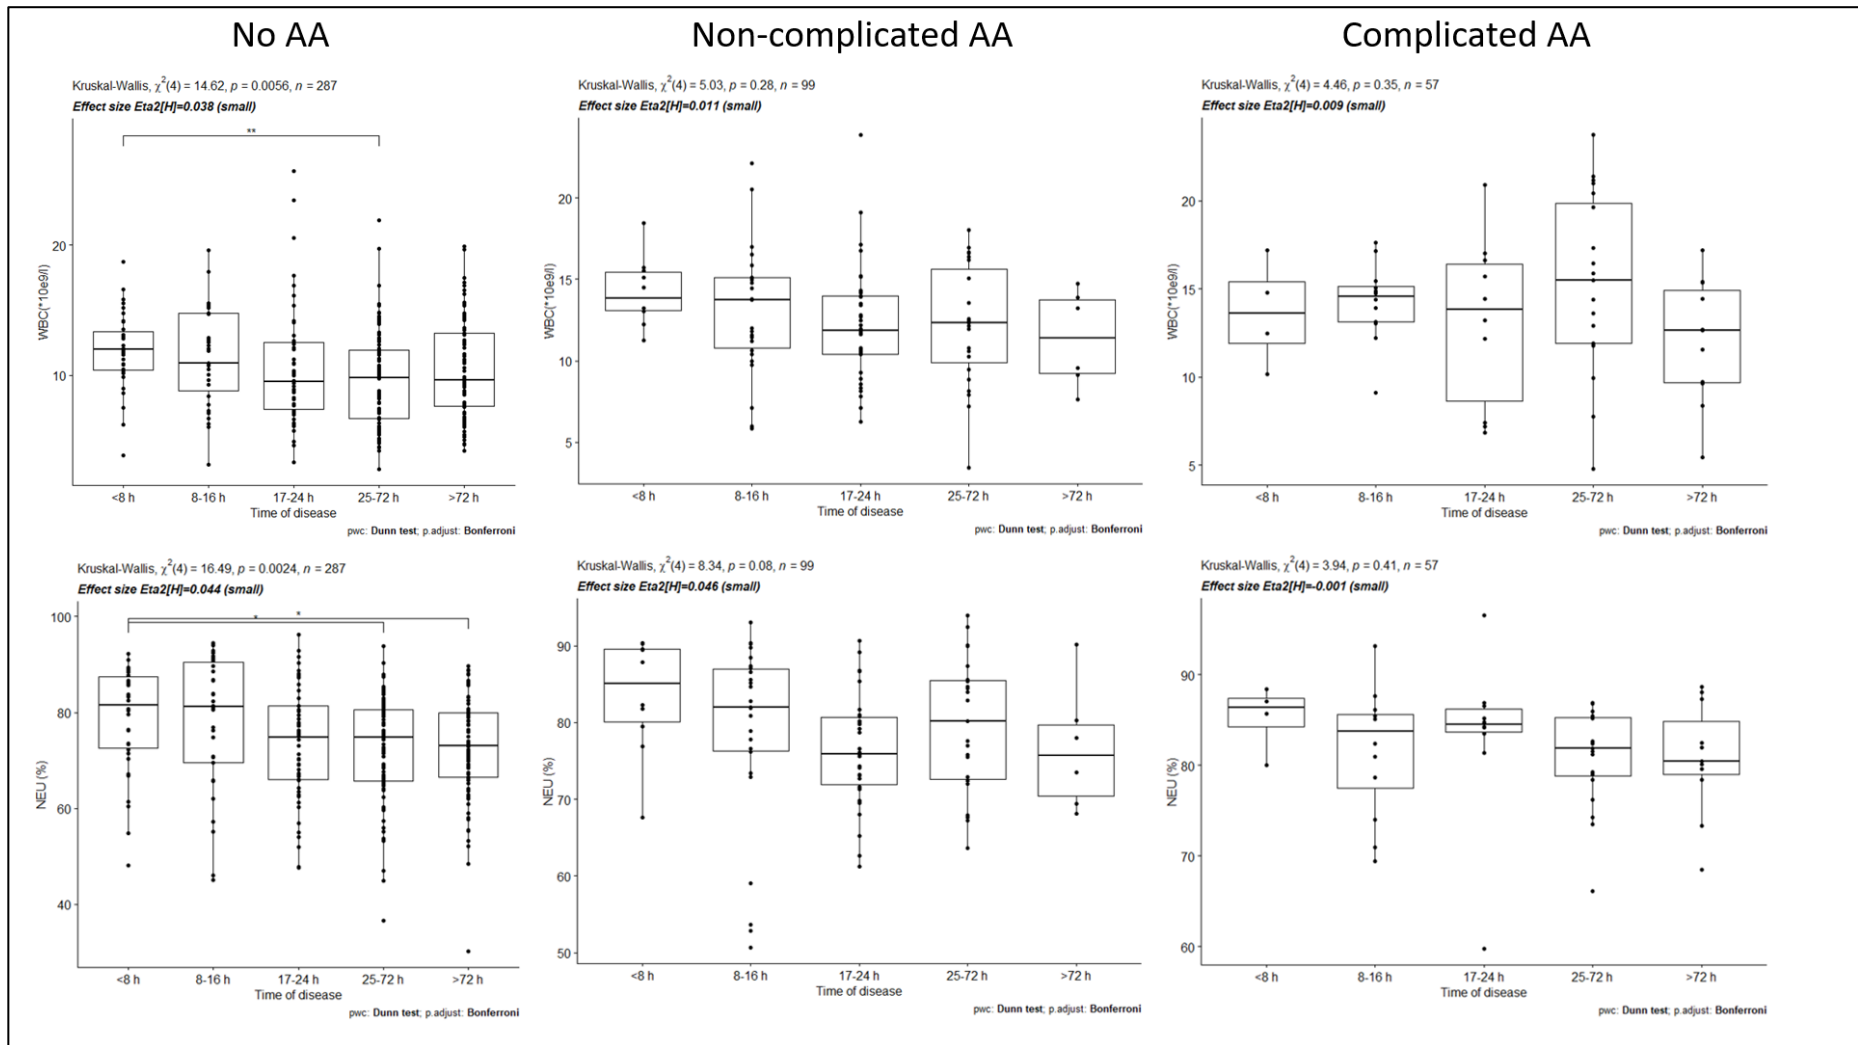 No AA
Non-complicated AA
Complicated AA
Kruskal-Wallis, χ²(4) = 14.62, p = 0.0056, n = 287
Effect size Eta2[H]=0.038 (small)
**
WBC(*10e9/l)
20
10
<8 h 8-16 h 17-24 h 25-72 h >72 h
Time of disease
pwc: Dunn test; p.adjust: Bonferroni
Kruskal-Wallis, χ²(4) = 5.03, p = 0.28, n = 99
Effect size Eta2[H]=0.011 (small)
WBC(*10e9/l)
20
15
10
5
<8 h 8-16 h 17-24 h 25-72 h >72 h
Time of disease
pwc: Dunn test; p.adjust: Bonferroni
Kruskal-Wallis, χ²(4) = 4.46, p = 0.35, n = 57
Effect size Eta2[H]=0.009 (small)
WBC(*10e9/l)
20
15
10
5
<8 h 8-16 h 17-24 h 25-72 h >72 h
Time of disease
pwc: Dunn test; p.adjust: Bonferroni
Kruskal-Wallis, χ²(4) = 16.49, p = 0.0024, n = 287
Effect size Eta2[H]=0.044 (small)
* *
NEU (%)
100
80
60
40
<8 h 8-16 h 17-24 h 25-72 h >72 h
Time of disease
pwc: Dunn test; p.adjust: Bonferroni
Kruskal-Wallis, χ²(4) = 8.34, p = 0.08, n = 99
Effect size Eta2[H]=0.046 (small)
NEU (%)
90
80
70
60
50
<8 h 8-16 h 17-24 h 25-72 h >72 h
Time of disease
pwc: Dunn test; p.adjust: Bonferroni
Kruskal-Wallis, χ²(4) = 3.94, p = 0.41, n = 57
Effect size Eta2[H]=-0.001 (small)
NEU (%)
90
80
70
60
<8 h 8-16 h 17-24 h 25-72 h >72 h
Time of disease
pwc: Dunn test; p.adjust: Bonferroni